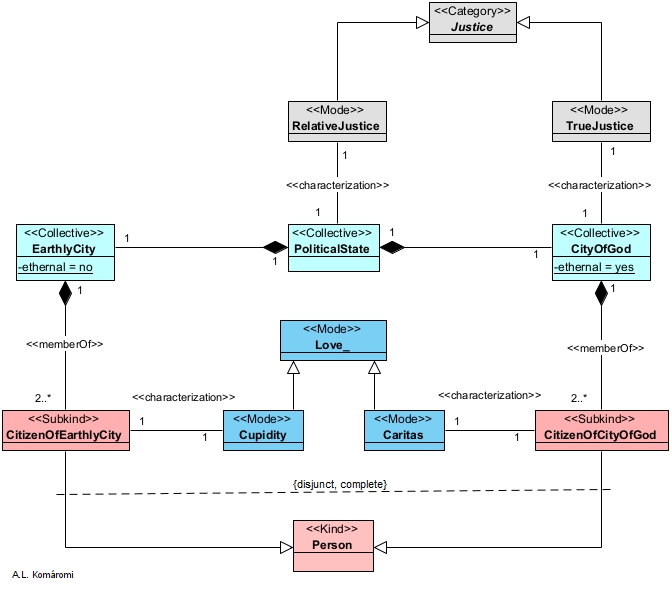 <<Category>>
Justice
<<Mode>>
RelativeJustice
<<Mode>>
TrueJustice
1
1
<<characterization>>
<<characterization>>
1
1
<<Collective>>
EarthlyCity
-ethernal = no
1
<<Collective>>
PoliticalState
1
1
1
<<Collective>>
CityOfGod
-ethernal = yes
1
1
<<memberOf>>
<<Mode>>
Love_
<<memberOf>>
2..*
<<characterization>>
<<characterization>>
2..*
<<Subkind>>
CitizenOfEarthlyCity
1
1
<<Mode>>
Cupidity
<<Mode>>
Caritas
1
1
<<Subkind>>
CitizenOfCityOfGod
{disjunct, complete}
<<Kind>>
Person
A.L. Komáromi